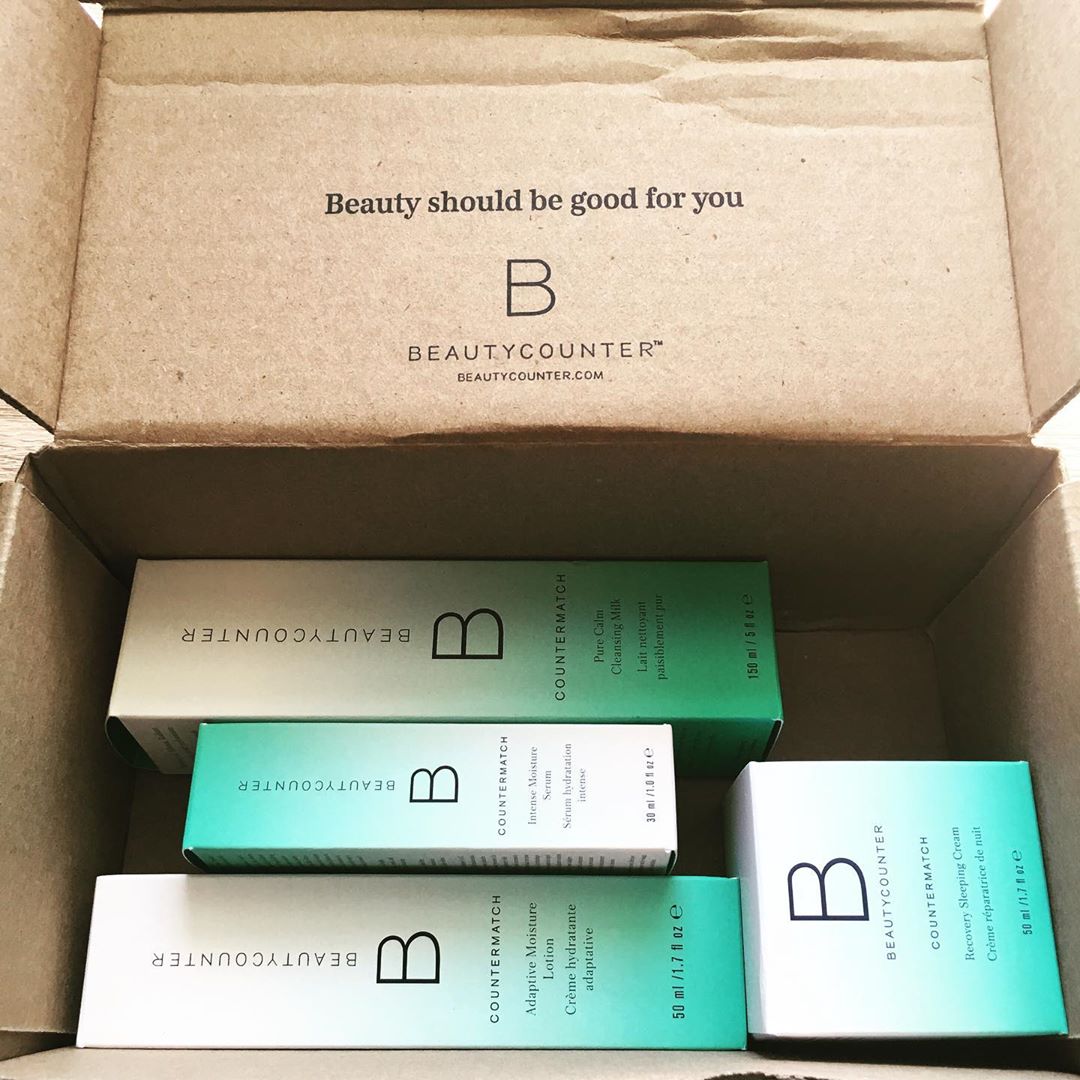 Beauty should be good for you
B
BEAUTYCOUNTER™
BEAUTYCOUNTER.COM
BEAUTYCOUNTER
BEAUTYCOUNTER
B
COUNTERMATCH
Pure Calm
Cleansing Milk
Lait nettoyant
paisiblement pur
150 ml / 5 fl oz ℮
BEAUTYCOUNTER
BEAUTYCOUNTER
B
COUNTERMATCH
Intense Moisture
Serum
Sérum hydratation
intense
30 ml / 1.0 fl oz ℮
BEAUTYCOUNTER
B
COUNTERMATCH
Adaptive Moisture
Lotion
Crème hydratante
adaptative
50 ml /1.7 fl oz ℮
B
BEAUTYCOUNTER
COUNTERMATCH
Recovery Sleeping Cream
Crème réparatrice de nuit
50 ml /1.7 fl oz ℮